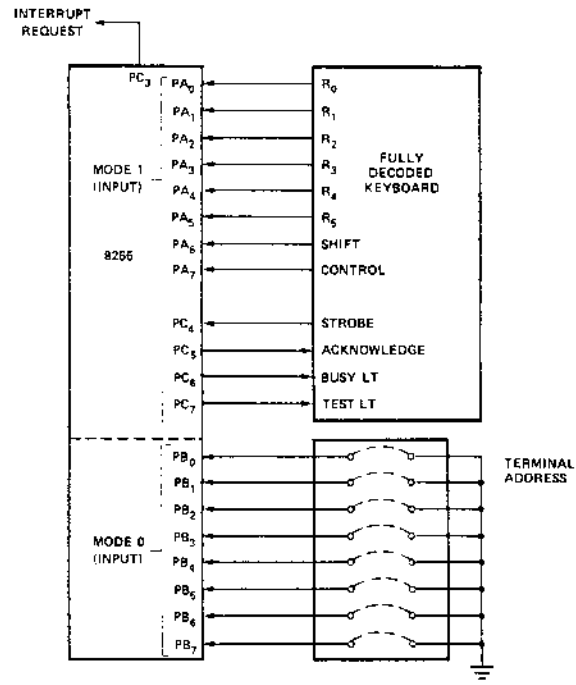 INTERRUPT
REQUEST
PC3
PA0
R0
PA1
R1
PA2
R2
PA3
R3
MODE 1
(INPUT)
PA4
R4
FULLY
DECODED
KEYBOARD
PA5
R5
8255
PA6
SHIFT
PA7
CONTROL
PC4
STROBE
PC5
ACKNOWLEDGE
PC6
BUSY LT
PC7
TEST LT
PB0
TERMINAL
ADDRESS
PB1
PB2
PB3
MODE 0
(INPUT)
PB4
PB5
PB6
PB7